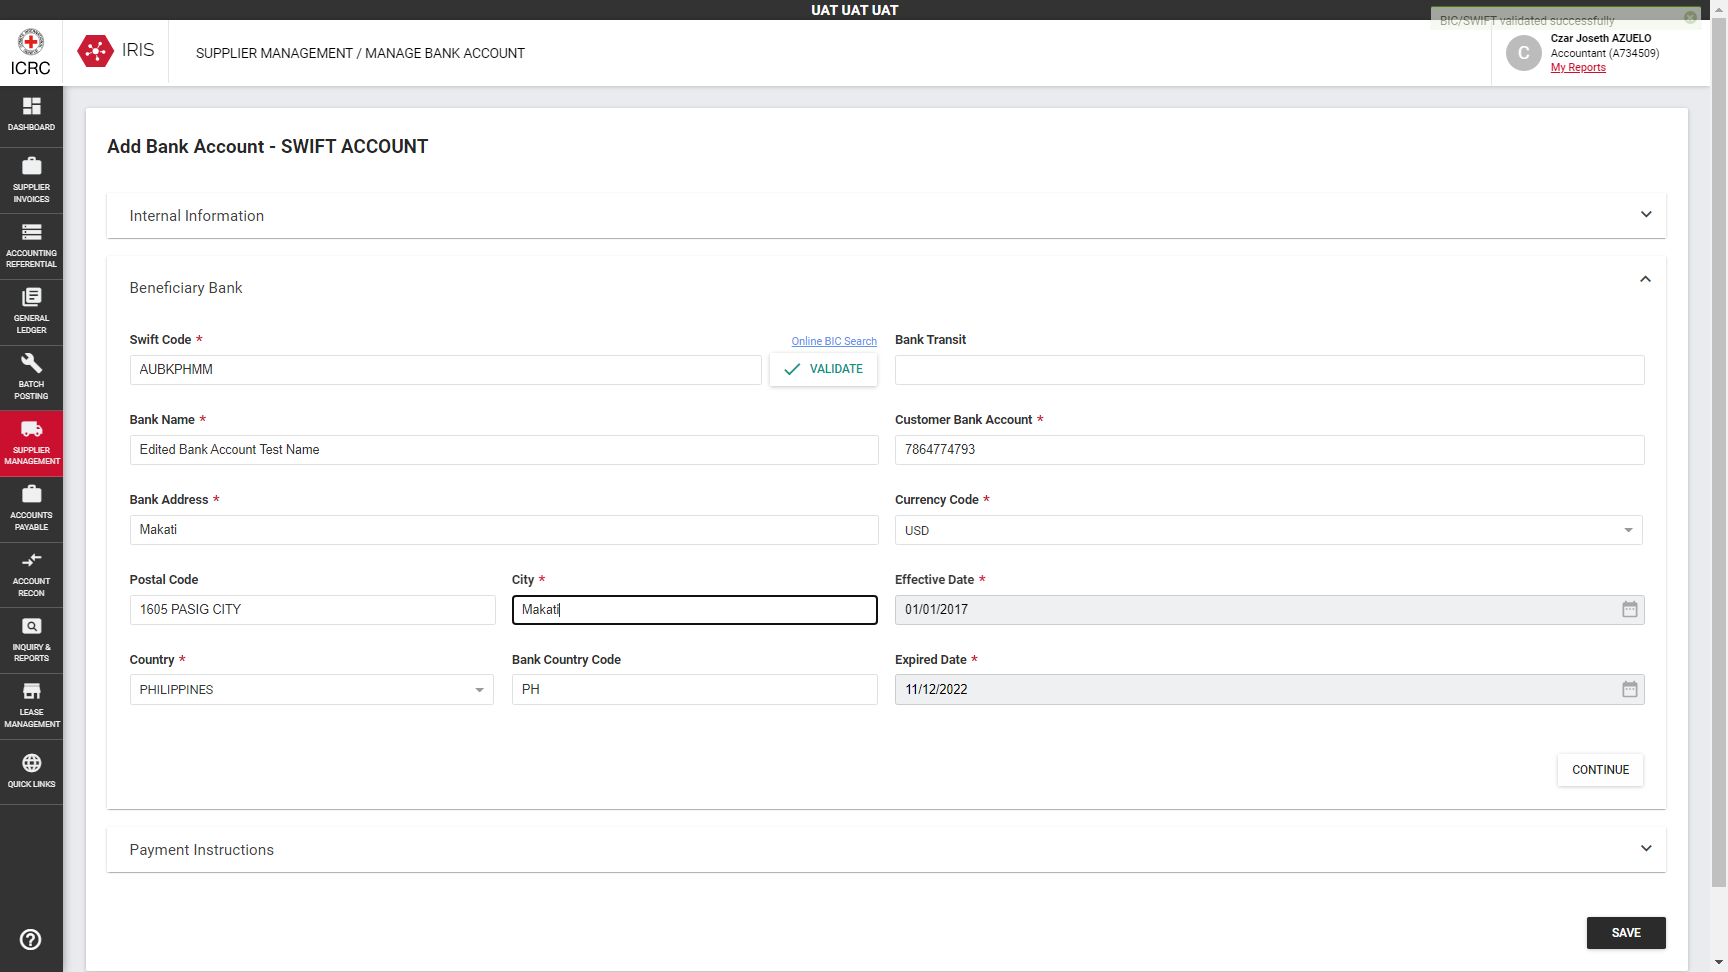 UAT UAT UAT
BIC/SWIFT validated successfully
ICRC
IRIS
SUPPLIER MANAGEMENT / MANAGE BANK ACCOUNT
C
Czar Joseth AZUELO
Accountant (A734509)
My Reports
DASHBOARD
SUPPLIER
INVOICES
ACCOUNTING
REFERENTIAL
GENERAL
LEDGER
BATCH
POSTING
SUPPLIER
MANAGEMENT
ACCOUNTS
PAYABLE
ACCOUNT
RECON
INQUIRY &
REPORTS
LEASE
MANAGEMENT
QUICK LINKS
Add Bank Account - SWIFT ACCOUNT
Internal Information
Beneficiary Bank
Swift Code *
Online BIC Search
AUBKPHMM
VALIDATE
Bank Transit
Bank Name *
Edited Bank Account Test Name
Customer Bank Account *
7864774793
Bank Address *
Makati
Currency Code *
USD
Postal Code
1605 PASIG CITY
City *
Makati
Effective Date *
01/01/2017
Country *
PHILIPPINES
Bank Country Code
PH
Expired Date *
11/12/2022
CONTINUE
Payment Instructions
SAVE